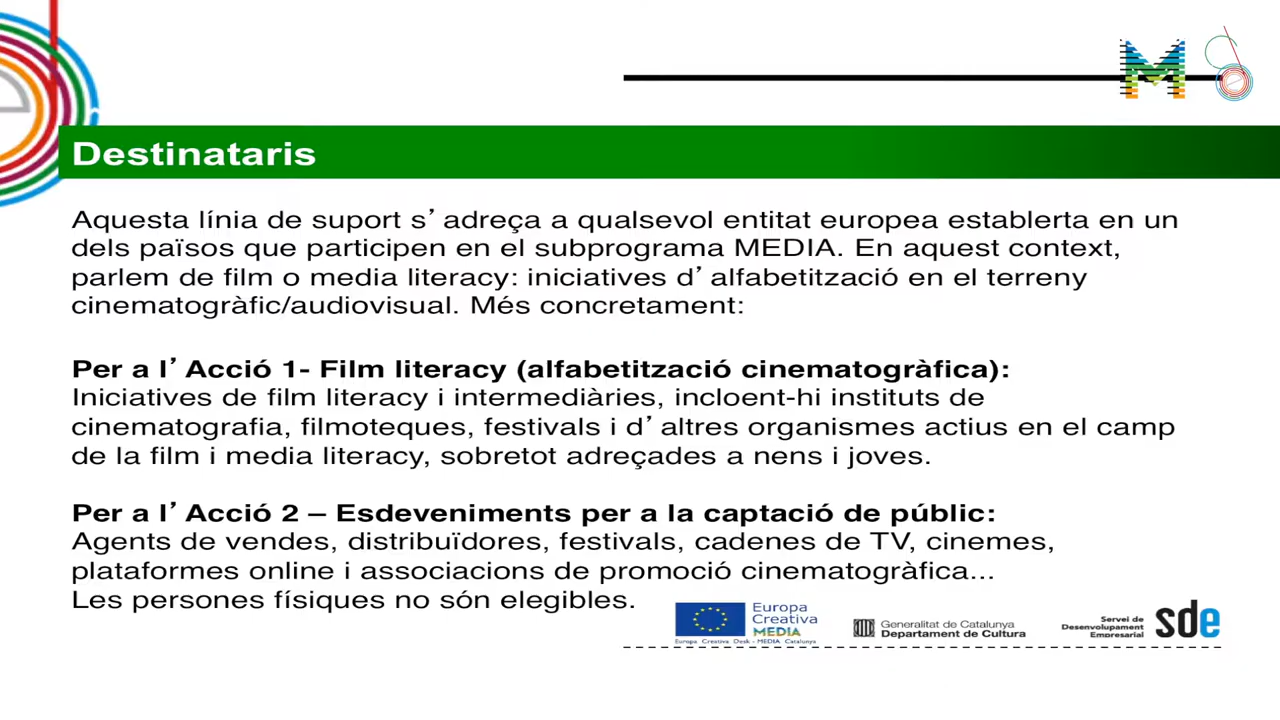 Destinataris
Aquesta línia de suport s’adreça a qualsevol entitat europea establerta en un
dels països que participen en el subprograma MEDIA. En aquest context,
parlem de film o media literacy: iniciatives d’alfabetització en el terreny
cinematogràfic/audiovisual. Més concretament:
Per a l’Acció 1- Film literacy (alfabetització cinematogràfica):
Iniciatives de film literacy i intermediàries, incloent-hi instituts de
cinematografia, filmoteques, festivals i d’altres organismes actius en el camp
de la film i media literacy, sobretot adreçades a nens i joves.
Per a l’Acció 2 – Esdeveniments per a la captació de públic:
Agents de vendes, distribuïdores, festivals, cadenes de TV, cinemes,
plataformes online i associacions de promoció cinematogràfica...
Les persones físiques no són elegibles.
Europa
Creativa
MEDIA
Europa Creativa Desk - MEDIA Catalunya
Generalitat de Catalunya
Departament de Cultura
Servei de
Desenvolupament
Empresarial
sde